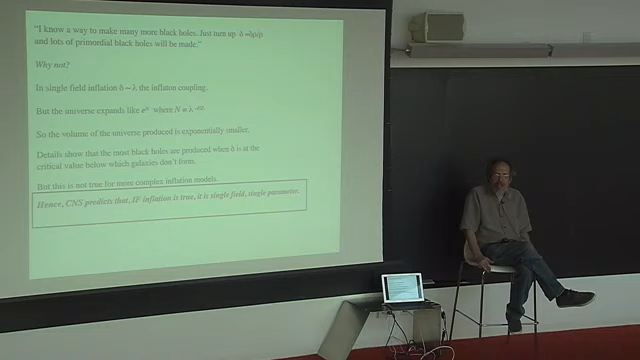 "I know a way to make many more black holes. Just turn up δ =δρ/ρ
and lots of primordial black holes will be made."
Why not?
In single field inflation δ ~ λ, the inflaton coupling.
But the universe expands like e^N where N = λ^-1/2
So the volume of the universe produced is exponentially smaller.
Details show that the most black holes are produced when δ is at the
critical value below which galaxies don't form.
But this is not true for more complex inflation models.
Hence, CNS predicts that, IF inflation is true, it is single field, single parameter.